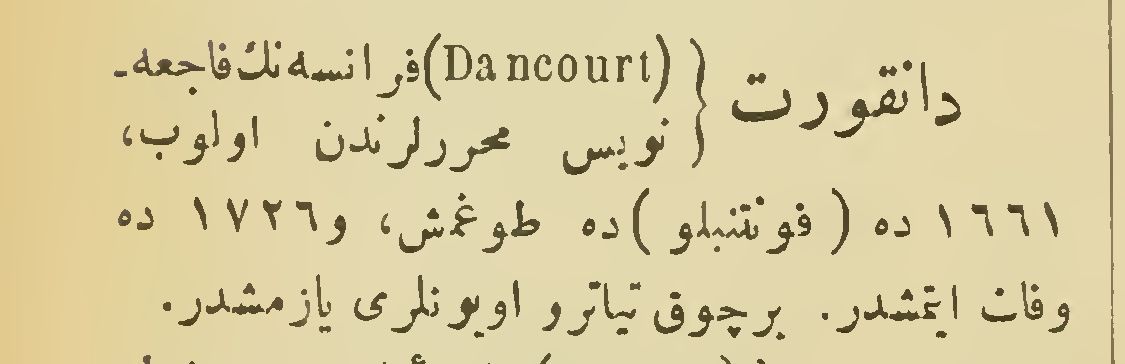 دانقورت
(Dancourt) فرانسه‌نك فاجعه‌ـ
نویس محررلرندن اولوب،
١٦٦١ ده (فونتنبلو) ده طوغمش، و١٧٢٦ ده
وفات ایتمشدر. برچوق تیاترو اویونلری یازمشدر.